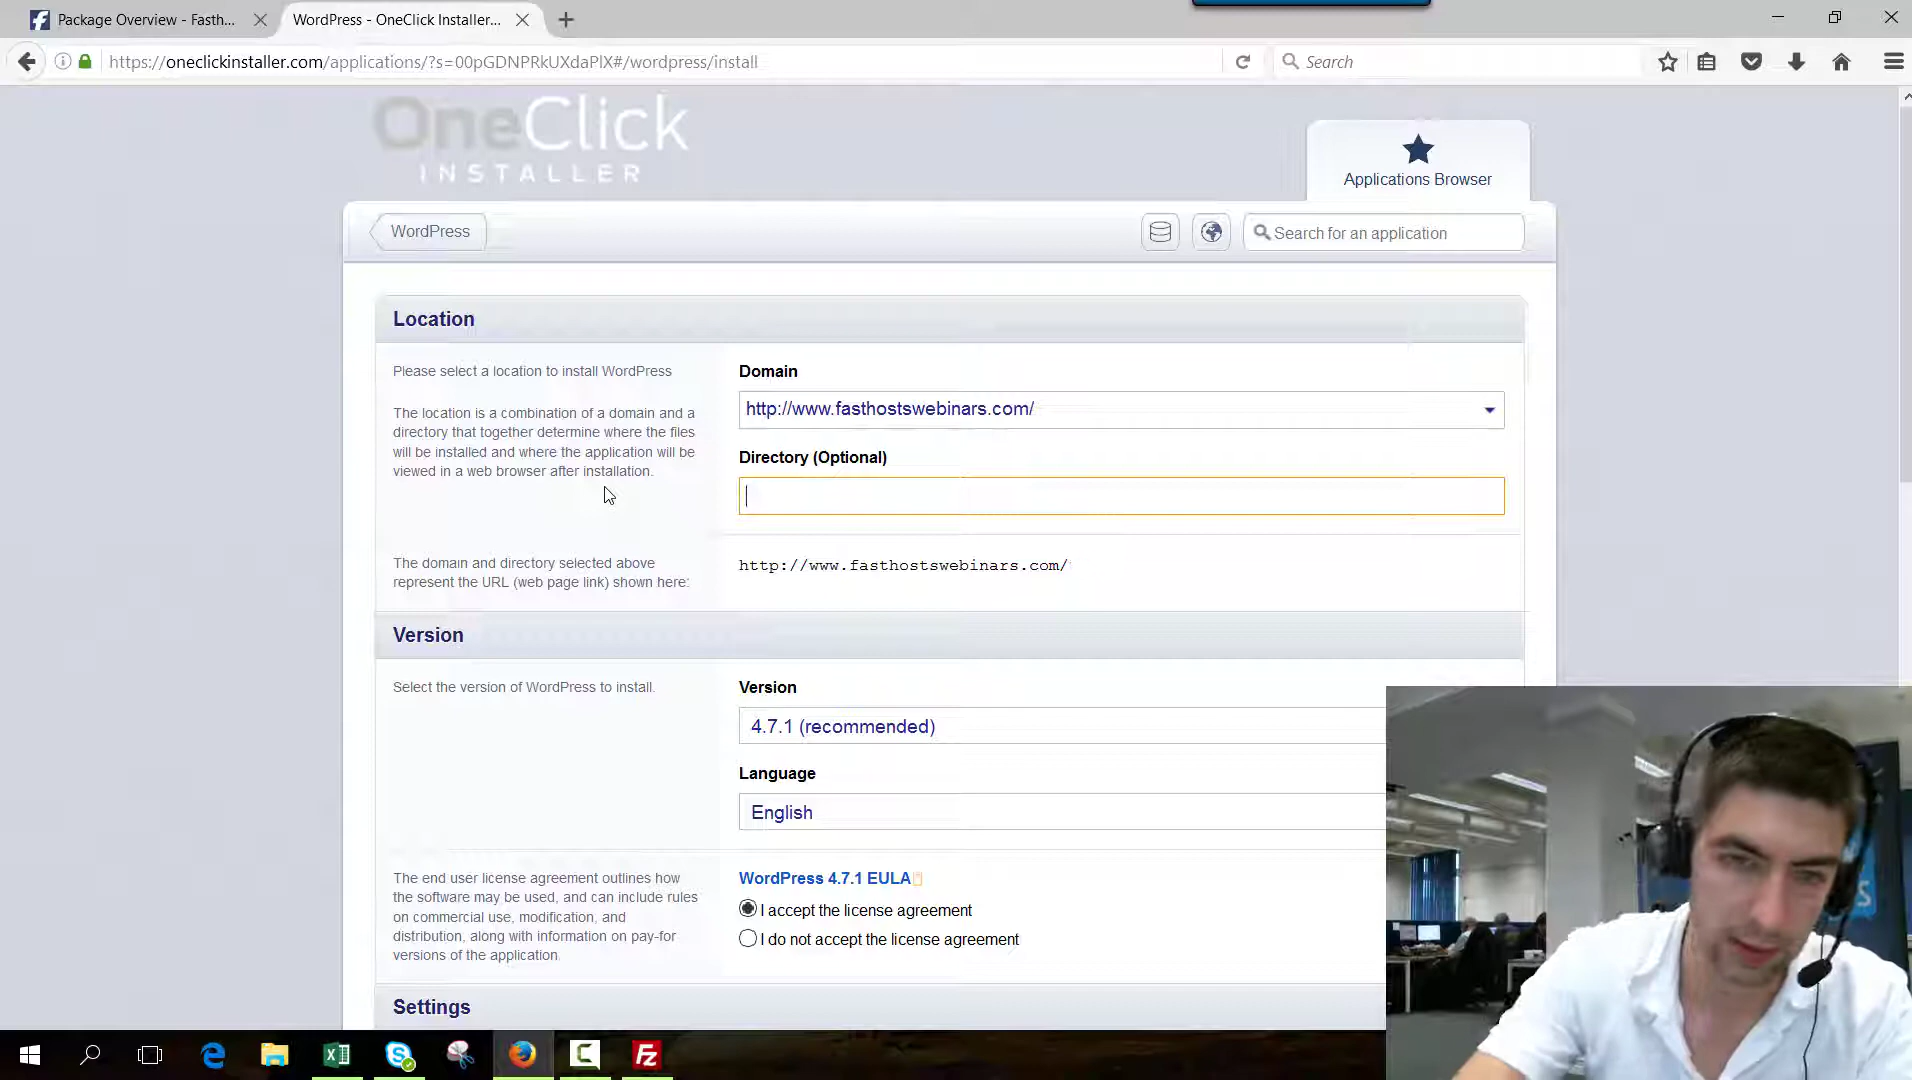 Package Overview - Fasth...
WordPress - OneClick Installer...
https://oneclickinstaller.com/applications/?s=00pGDNPRkUXdaPlX#/wordpress/install
Search
OneClick
INSTALLER
Applications Browser
WordPress
Search for an application
Location
Please select a location to install WordPress
The location is a combination of a domain and a
directory that together determine where the files
will be installed and where the application will be
viewed in a web browser after installation.
Domain
http://www.fasthostswebinars.com/
Directory (Optional)
The domain and directory selected above
represent the URL (web page link) shown here:
http://www.fasthostswebinars.com/
Version
Select the version of WordPress to install.
Version
4.7.1 (recommended)
Language
English
The end user license agreement outlines how
the software may be used, and can include rules
on commercial use, modification, and
distribution, along with information on pay-for
versions of the application.
WordPress 4.7.1 EULA
I accept the license agreement
I do not accept the license agreement
Settings